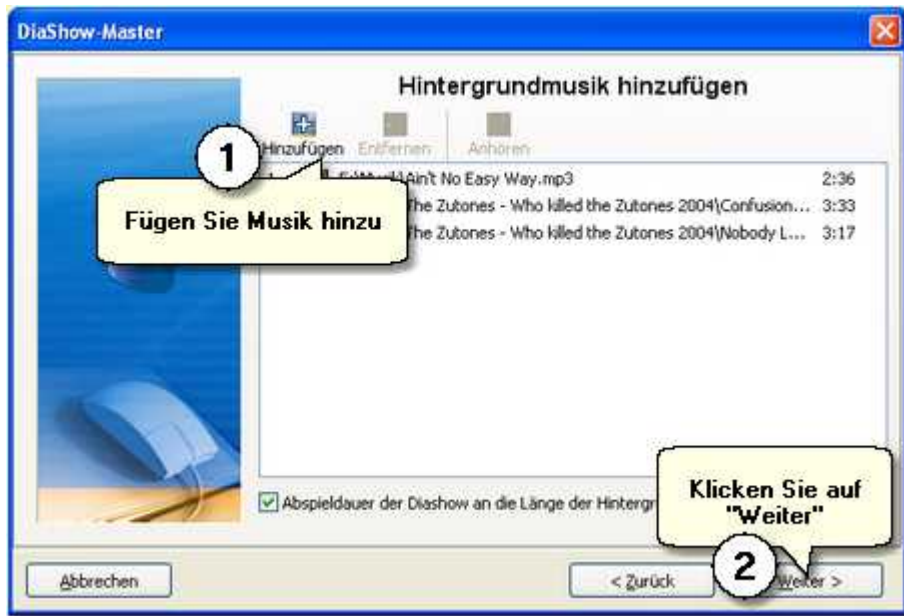 DiaShow-Master
Hintergrundmusik hinzufügen
Hinzufügen Entfernen Anhören
1
\Ain't No Easy Way.mp3 2:36
Fügen Sie Musik hinzu
The Zutones - Who killed the Zutones 2004\Confusion... 3:33
The Zutones - Who killed the Zutones 2004\Nobody L... 3:17
Klicken Sie auf
"Weiter"
Abspieldauer der Diashow an die Länge der Hintergr
2
Abbrechen < Zurück Weiter >